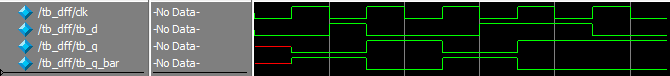 /tb_dff/clk -No Data-
/tb_dff/tb_d -No Data-
/tb_dff/tb_q -No Data-
/tb_dff/tb_q_bar -No Data-